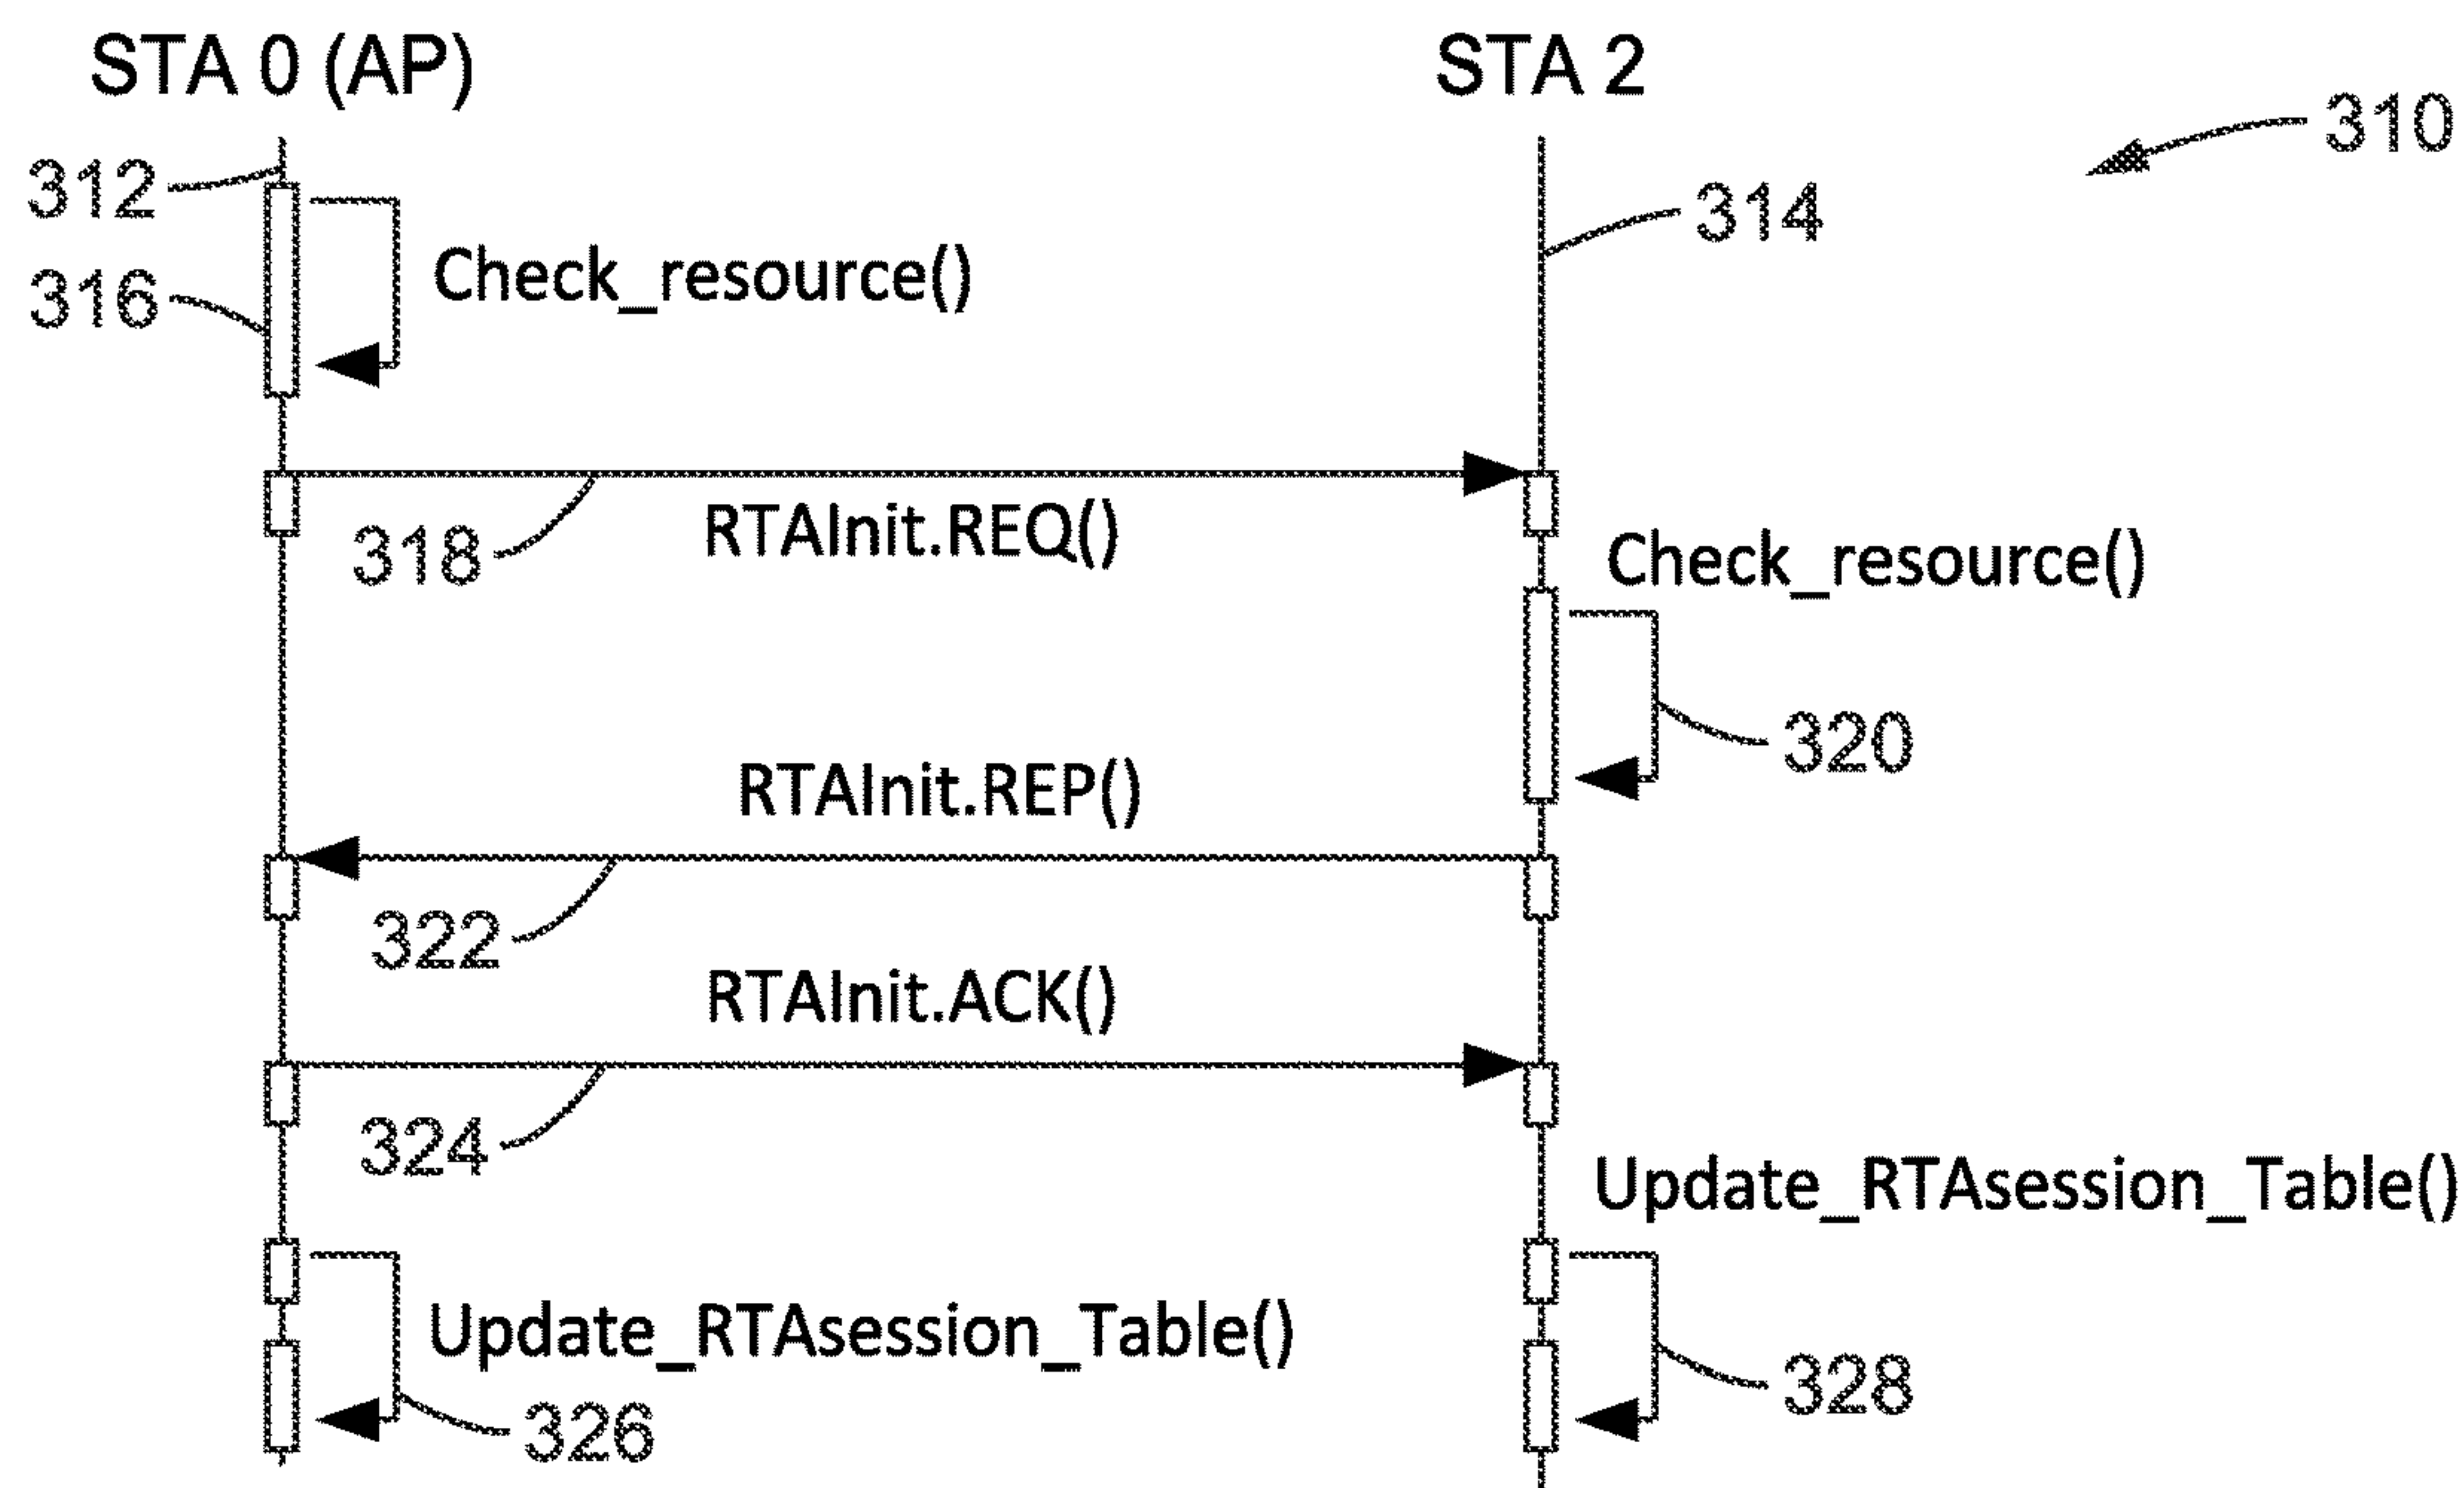 STA 0 (AP)
STA 2
310
312
314
316
Check_resource()
318
RTAInit.REQ()
Check_resource()
320
RTAInit.REP()
322
RTAInit.ACK()
324
Update_RTAsession_Table()
Update_RTAsession_Table()
328
326